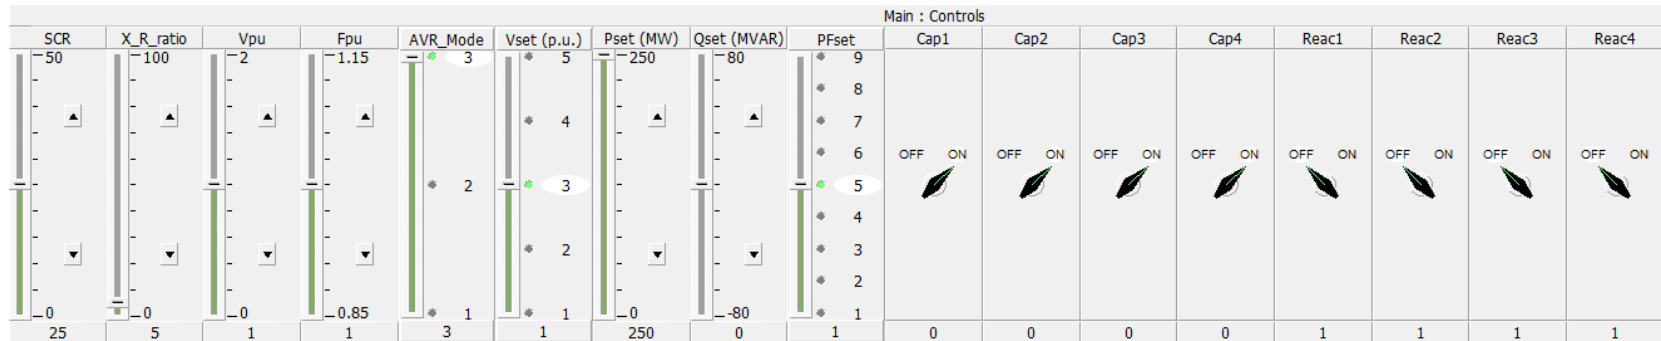 Main : Controls
SCR X_R_ratio Vpu Fpu AVR_Mode Vset (p.u.) Pset (MW) Qset (MVAR) PFset Cap1 Cap2 Cap3 Cap4 Reac1 Reac2 Reac3 Reac4
50 100 2 1.15 3 5 250 80 9
8
4 7
6
OFF ON OFF ON OFF ON OFF ON OFF ON OFF ON OFF ON OFF ON
2 3 5
4
2 3
2
0 0 0 0.85 1 1 0 -80 1
25 5 1 1 3 1 250 0 1 0 0 0 0 1 1 1 1